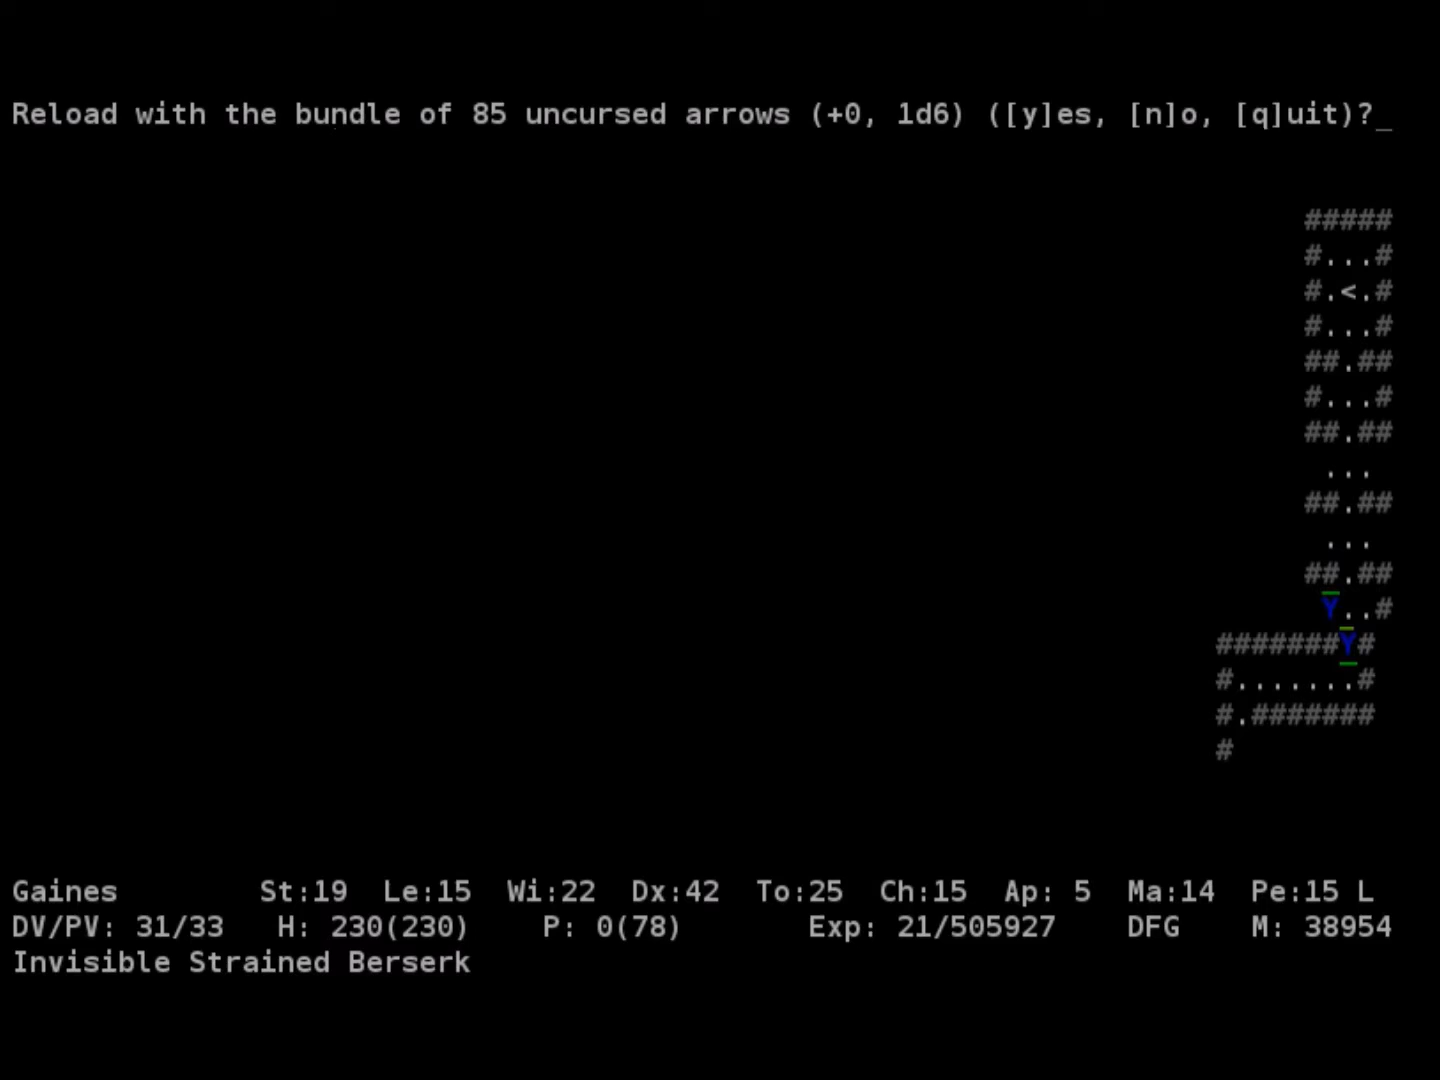 Reload with the bundle of 85 uncursed arrows (+0, 1d6) ([y]es, [n]o, [q]uit)?_
#####
#...#
#.<.#
#...#
##.##
#...#
##.##
...
##.##
...
##.##
Y..#
#######Y#
#.......#
#.#######
#
Gaines St:19 Le:15 Wi:22 Dx:42 To:25 Ch:15 Ap: 5 Ma:14 Pe:15 L
DV/PV: 31/33 H: 230(230) P: 0(78) Exp: 21/505927 DFG M: 38954
Invisible Strained Berserk